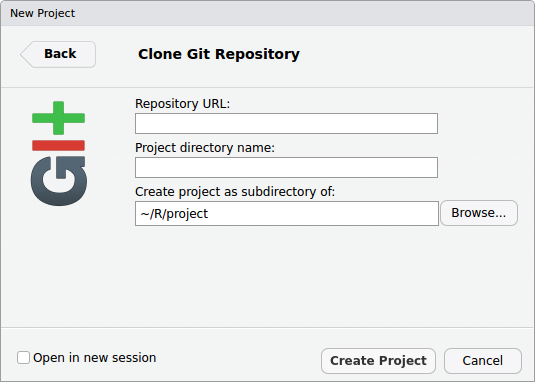 New Project
Back
Clone Git Repository
Repository URL:
Project directory name:
Create project as subdirectory of:
~/R/project
Browse...
GIT
Open in new session
Create Project
Cancel